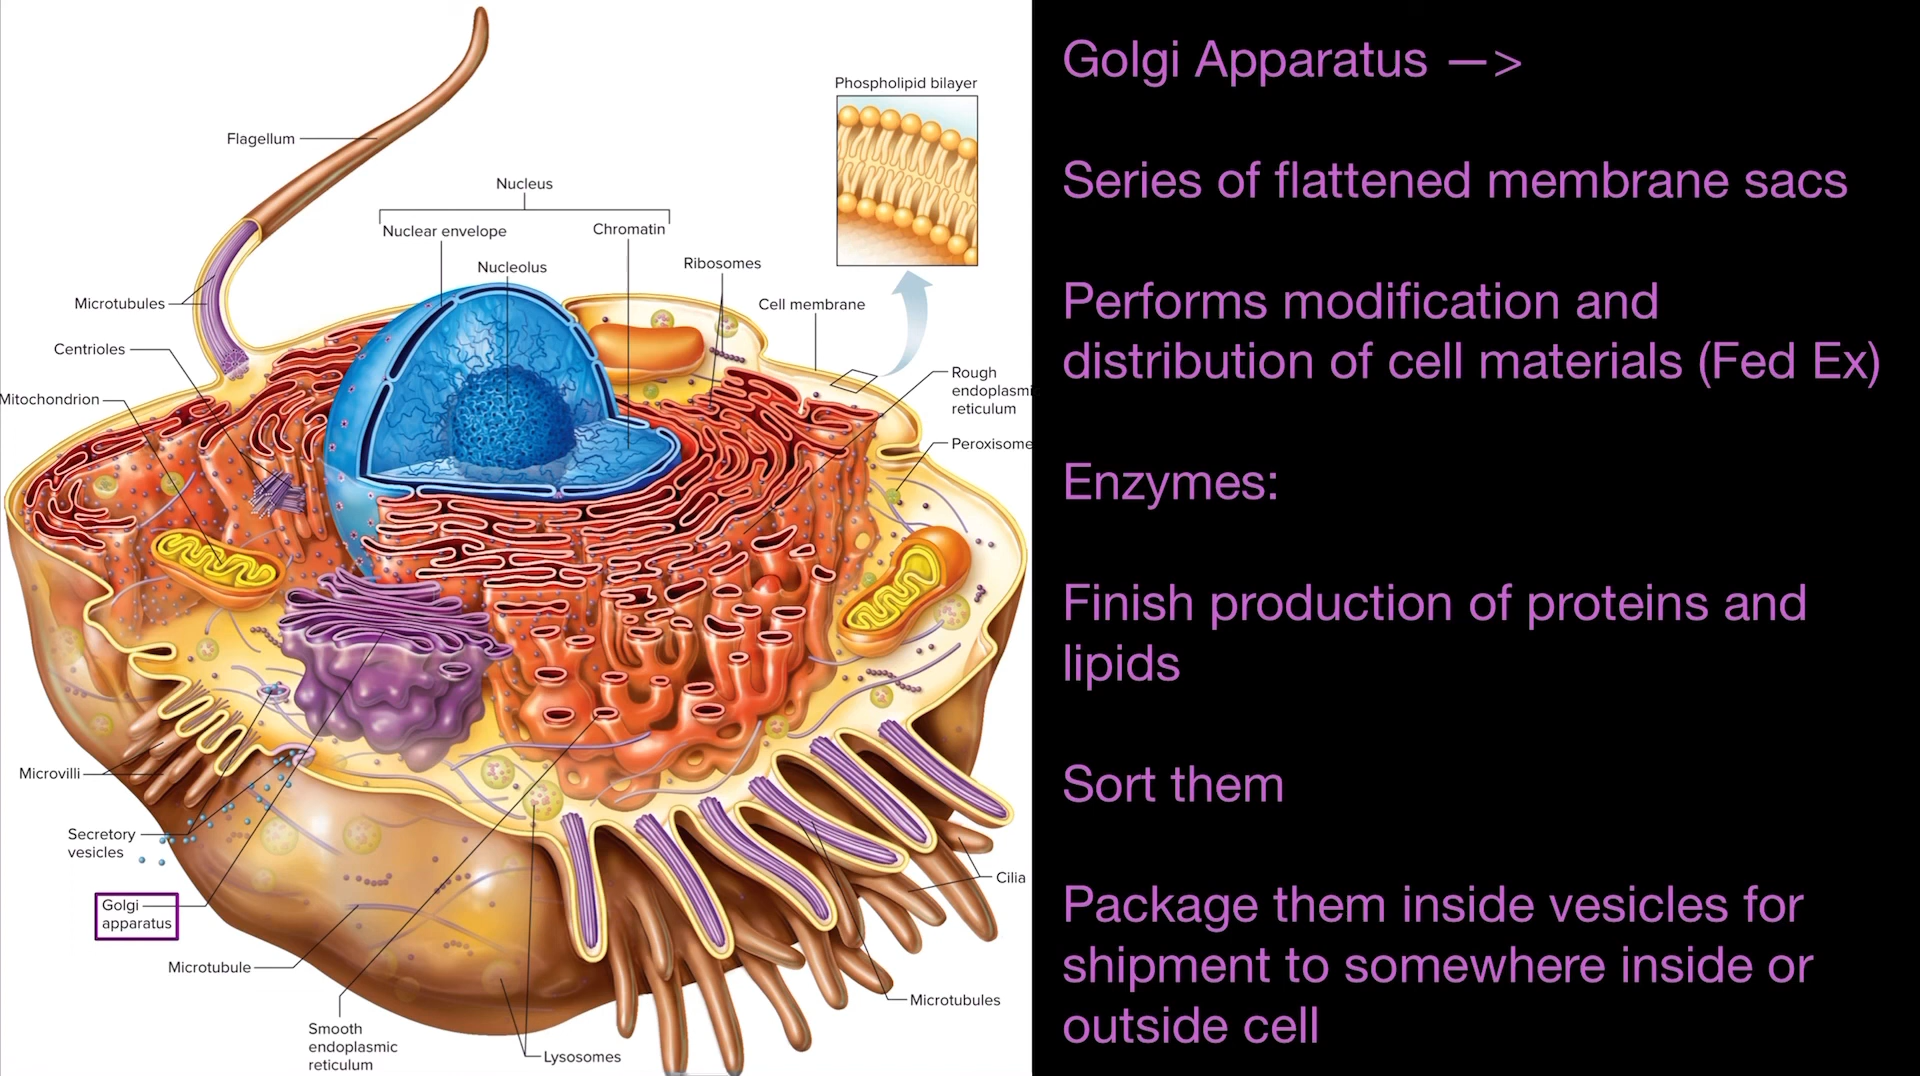 Phospholipid bilayer
Flagellum
Nucleus
Nuclear envelope
Chromatin
Nucleolus
Ribosomes
Microtubules
Cell membrane
Centrioles
Rough
endoplasmi
reticulum
Mitochondrion
Peroxisome
Microvilli
Secretory
vesicles
Cilia
Golgi
apparatus
Microtubule
Microtubules
Smooth
endoplasmic
reticulum
Lysosomes
Golgi Apparatus —>
Series of flattened membrane sacs
Performs modification and
distribution of cell materials (Fed Ex)
Enzymes:
Finish production of proteins and
lipids
Sort them
Package them inside vesicles for
shipment to somewhere inside or
outside cell